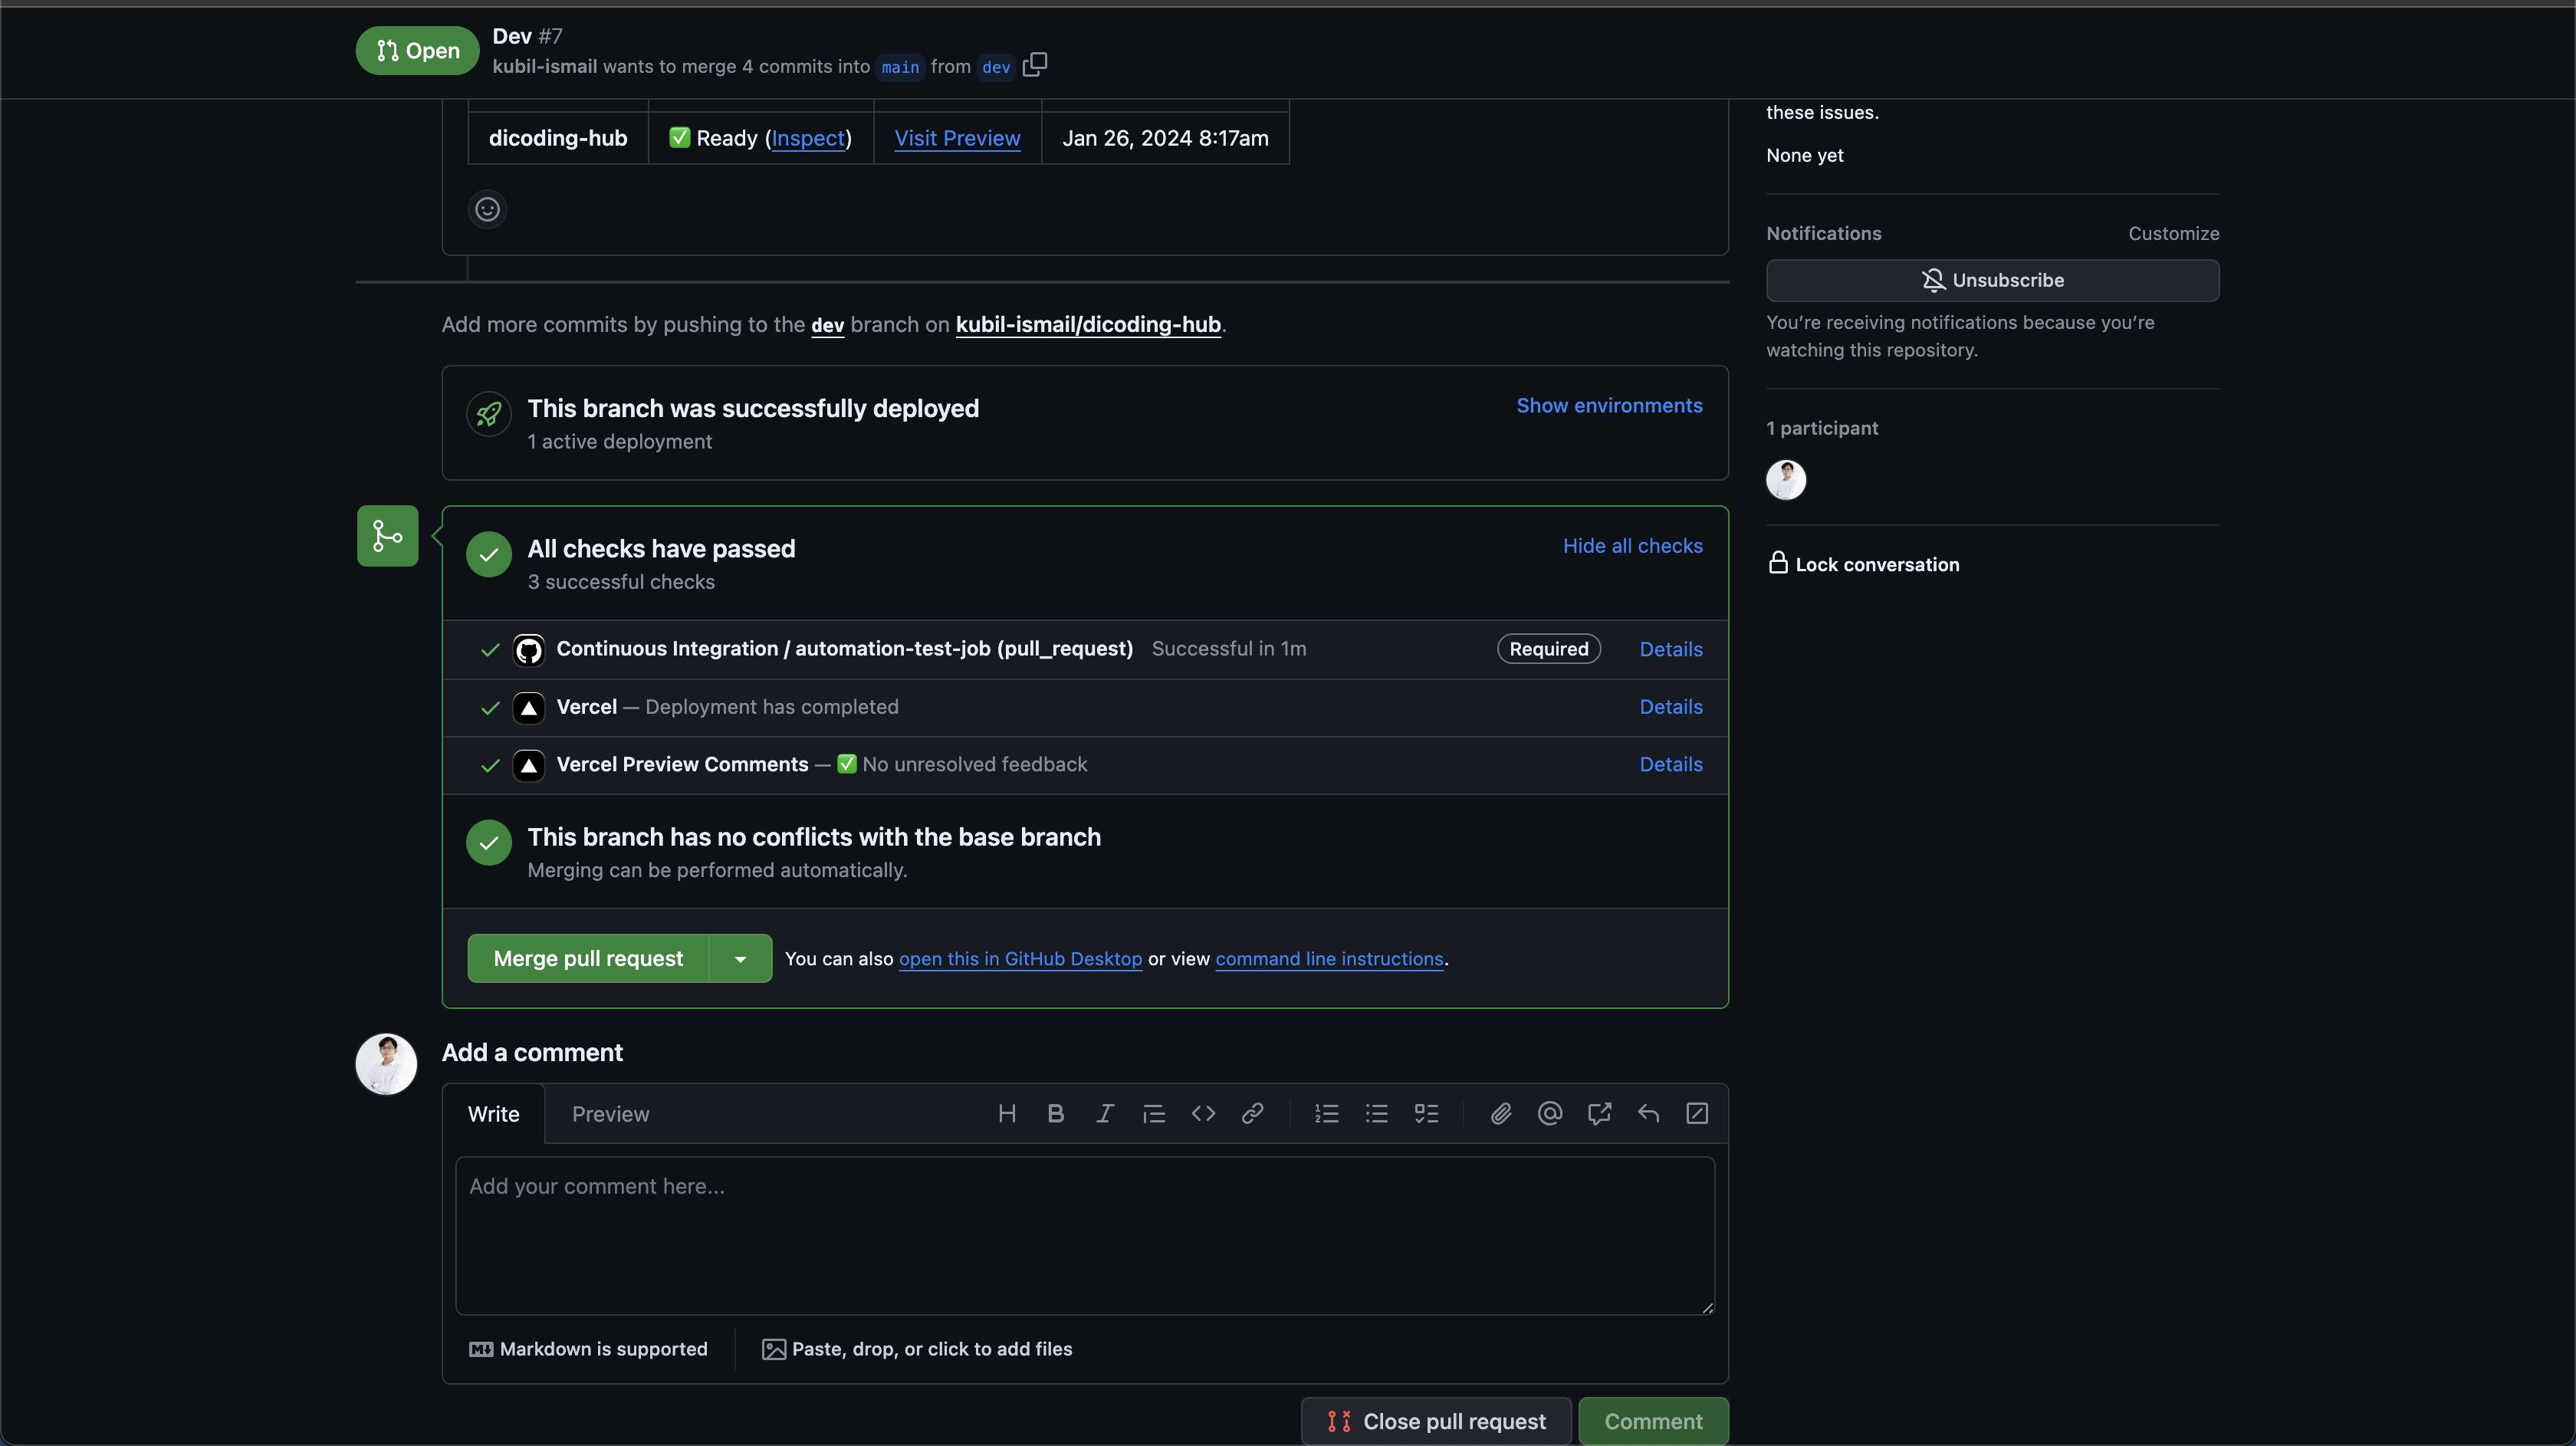 Open
Dev #7
kubil-ismail wants to merge 4 commits into main from dev
dicoding-hub ✅ Ready (Inspect) Visit Preview Jan 26, 2024 8:17am
these issues.
None yet
Notifications Customize
Unsubscribe
You’re receiving notifications because you’re
watching this repository.
1 participant
Lock conversation
Add more commits by pushing to the dev branch on kubil-ismail/dicoding-hub.
This branch was successfully deployed
1 active deployment
Show environments
All checks have passed
3 successful checks
Hide all checks
Continuous Integration / automation-test-job (pull_request) Successful in 1m Required Details
Vercel — Deployment has completed Details
Vercel Preview Comments — ✅ No unresolved feedback Details
This branch has no conflicts with the base branch
Merging can be performed automatically.
Merge pull request You can also open this in GitHub Desktop or view command line instructions.
Add a comment
Write Preview
Add your comment here...
Markdown is supported Paste, drop, or click to add files
Close pull request Comment